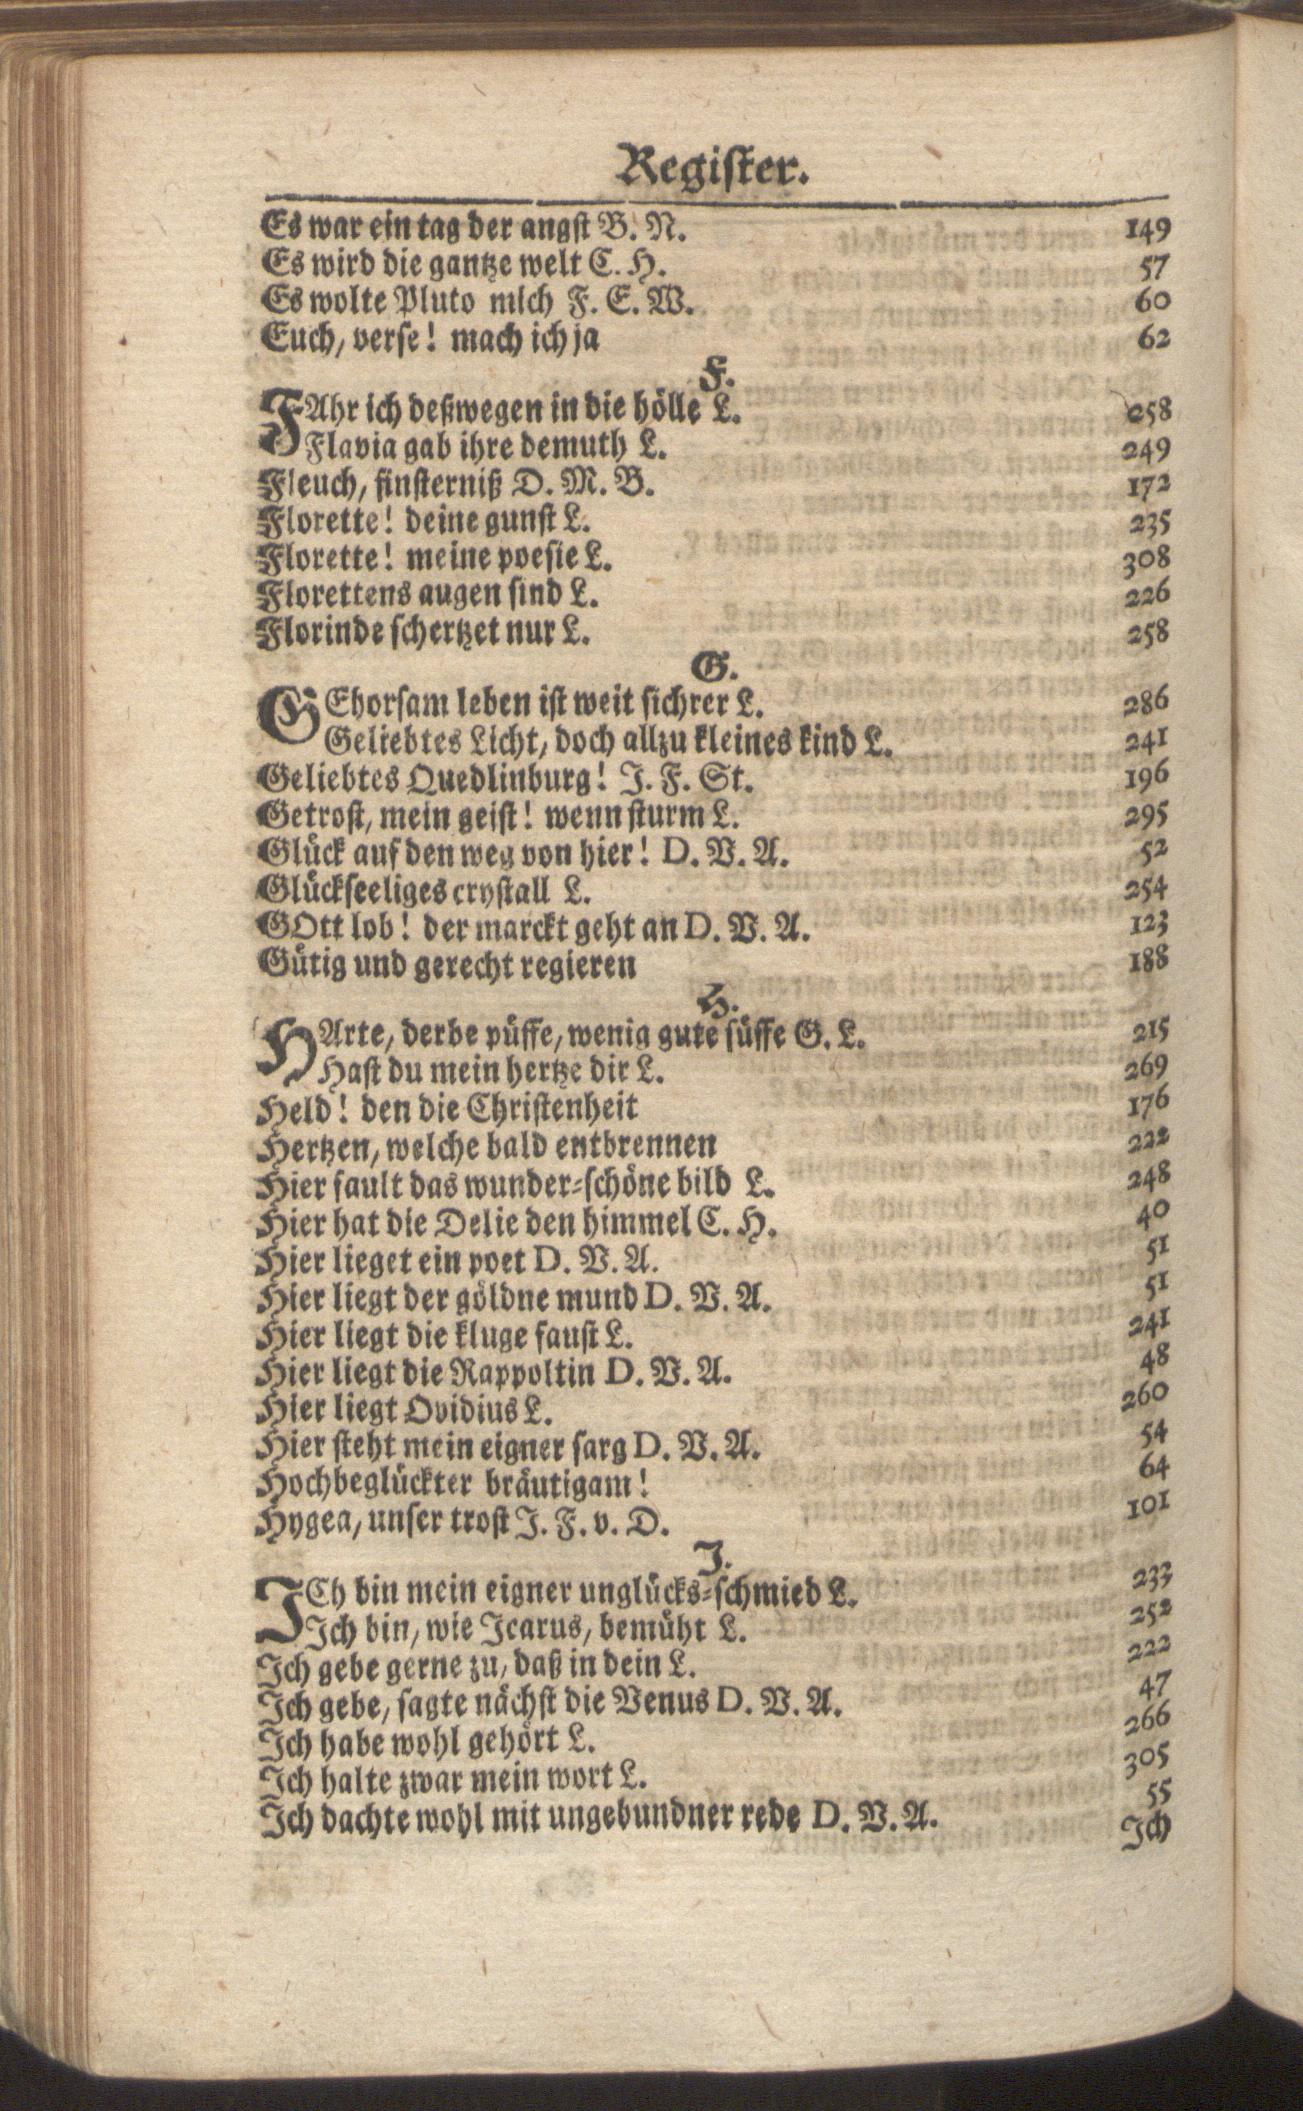 Register.
Es war ein tag der angst B. N. 149
Es wird die gantze welt C. H. 57
Es wolte Pluto mich F. E. W. 60
Euch, verse! mach ich ja 62
F.
FAhr ich deßwegen in die hölle L. 258
Flavia gab ihre demuth L. 249
Fleuch, finsterniß D. M. B. 172
Florette! deine gunst L. 235
Florette! meine poesie L. 308
Florettens augen sind L. 226
Florinde schertzet nur L. 258
G.
GEhorsam leben ist weit sichrer L. 286
Geliebtes Licht, doch allzu kleines kind L. 241
Geliebtes Quedlinburg! J. F. St. 196
Getrost, mein geist! wenn sturm L. 295
Glück auf den weg von hier! D. V. A. 52
Glückseeliges crystall L. 254
GOtt lob! der marckt geht an D. V. A. 123
Gütig und gerecht regieren 188
H.
HArte, derbe püffe, wenig gute süsse G. L. 215
Hast du mein hertze dir L. 269
Held! den die Christenheit 176
Hertzen, welche bald entbrennen 222
Hier fault das wunder-schöne bild L. 248
Hier hat die Delie den himmel C. H. 40
Hier lieget ein poet D. V. A. 51
Hier liegt der göldne mund D. V. A. 51
Hier liegt die kluge faust L. 241
Hier liegt die Rappoltin D. V. A. 48
Hier liegt Ovidius L. 260
Hier steht mein eigner sarg D. V. A. 54
Hochbeglückter bräutigam! 64
Hygea, unser trost J. F. v. D. 101
J.
JCh bin mein eigner unglücks-schmied L. 233
Jch bin, wie Jcarus, bemüht L. 252
Jch gebe gerne zu, daß in dein L. 222
Jch gebe, sagte nächst die Venus D. V. A. 47
Jch habe wohl gehört L. 266
Jch halte zwar mein wort L. 305
Jch dachte wohl mit ungebundner rede D. V. A. 55
Jch